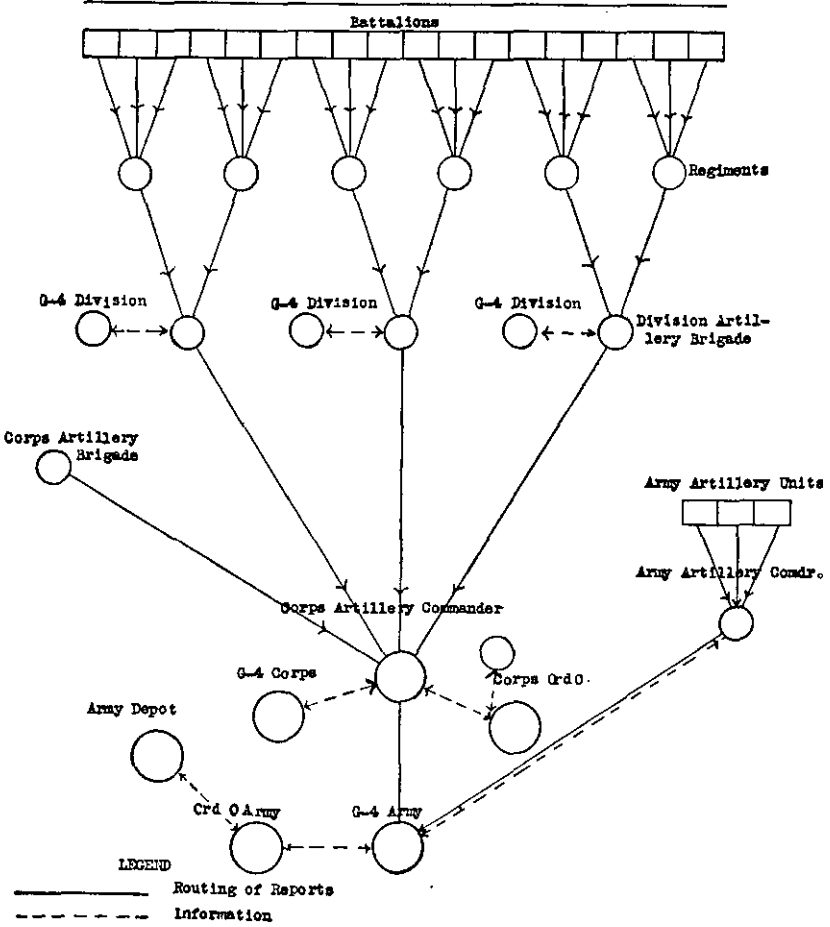 Battalions
Regiments
G-4 Division
G-4 Division
G-4 Division
Division Artil-
lery Brigade
Corps Artillery
Brigade
Army Artillery Units
Army Artillery Comdr.
Corps Artillery Commander
G-4 Corps
Corps Ord O.
Army Depot
Ord O Army
G-4 Army
LEGEND
Routing of Reports
Information